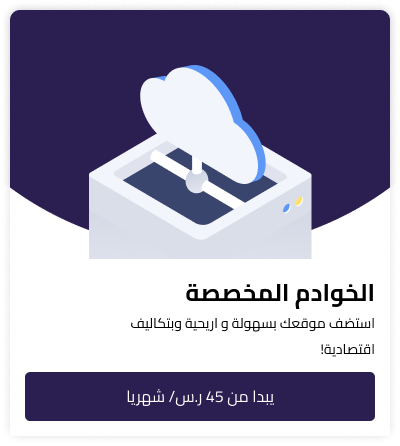 الخوادم المخصصة
استضف موقعك بسهولة و اريحية وبتكاليف
اقتصادية!
يبدا من 45 ر.س/ شهريا